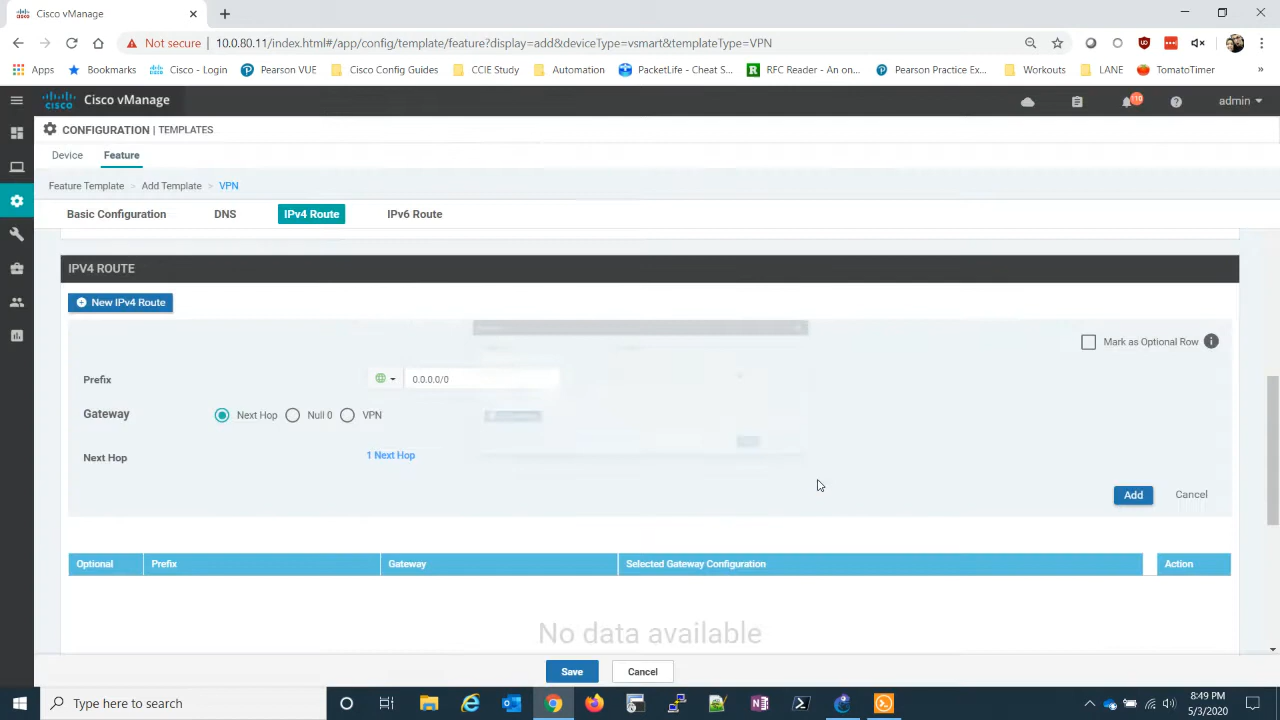 Cisco vManage
Not secure 10.0.80.11/index.html#/app/config/template/feature?display=add&deviceType=vsmart&templateType=VPN
Apps Bookmarks Cisco - Login Pearson VUE Cisco Config Guides CCIE Study Automation PacketLife - Cheat S... RFC Reader - An on... Pearson Practice Ex... Workouts LANE TomatoTimer »
CISCO Cisco vManage 110 admin
CONFIGURATION | TEMPLATES
Device Feature
Feature Template > Add Template > VPN
Basic Configuration DNS IPv4 Route IPv6 Route
IPV4 ROUTE
New IPv4 Route
Mark as Optional Row
Prefix 0.0.0.0/0
Gateway Next Hop Null 0 VPN
Next Hop 1 Next Hop
Add Cancel
Optional Prefix Gateway Selected Gateway Configuration Action
No data available
Save Cancel
Type here to search
8:49 PM
5/3/2020